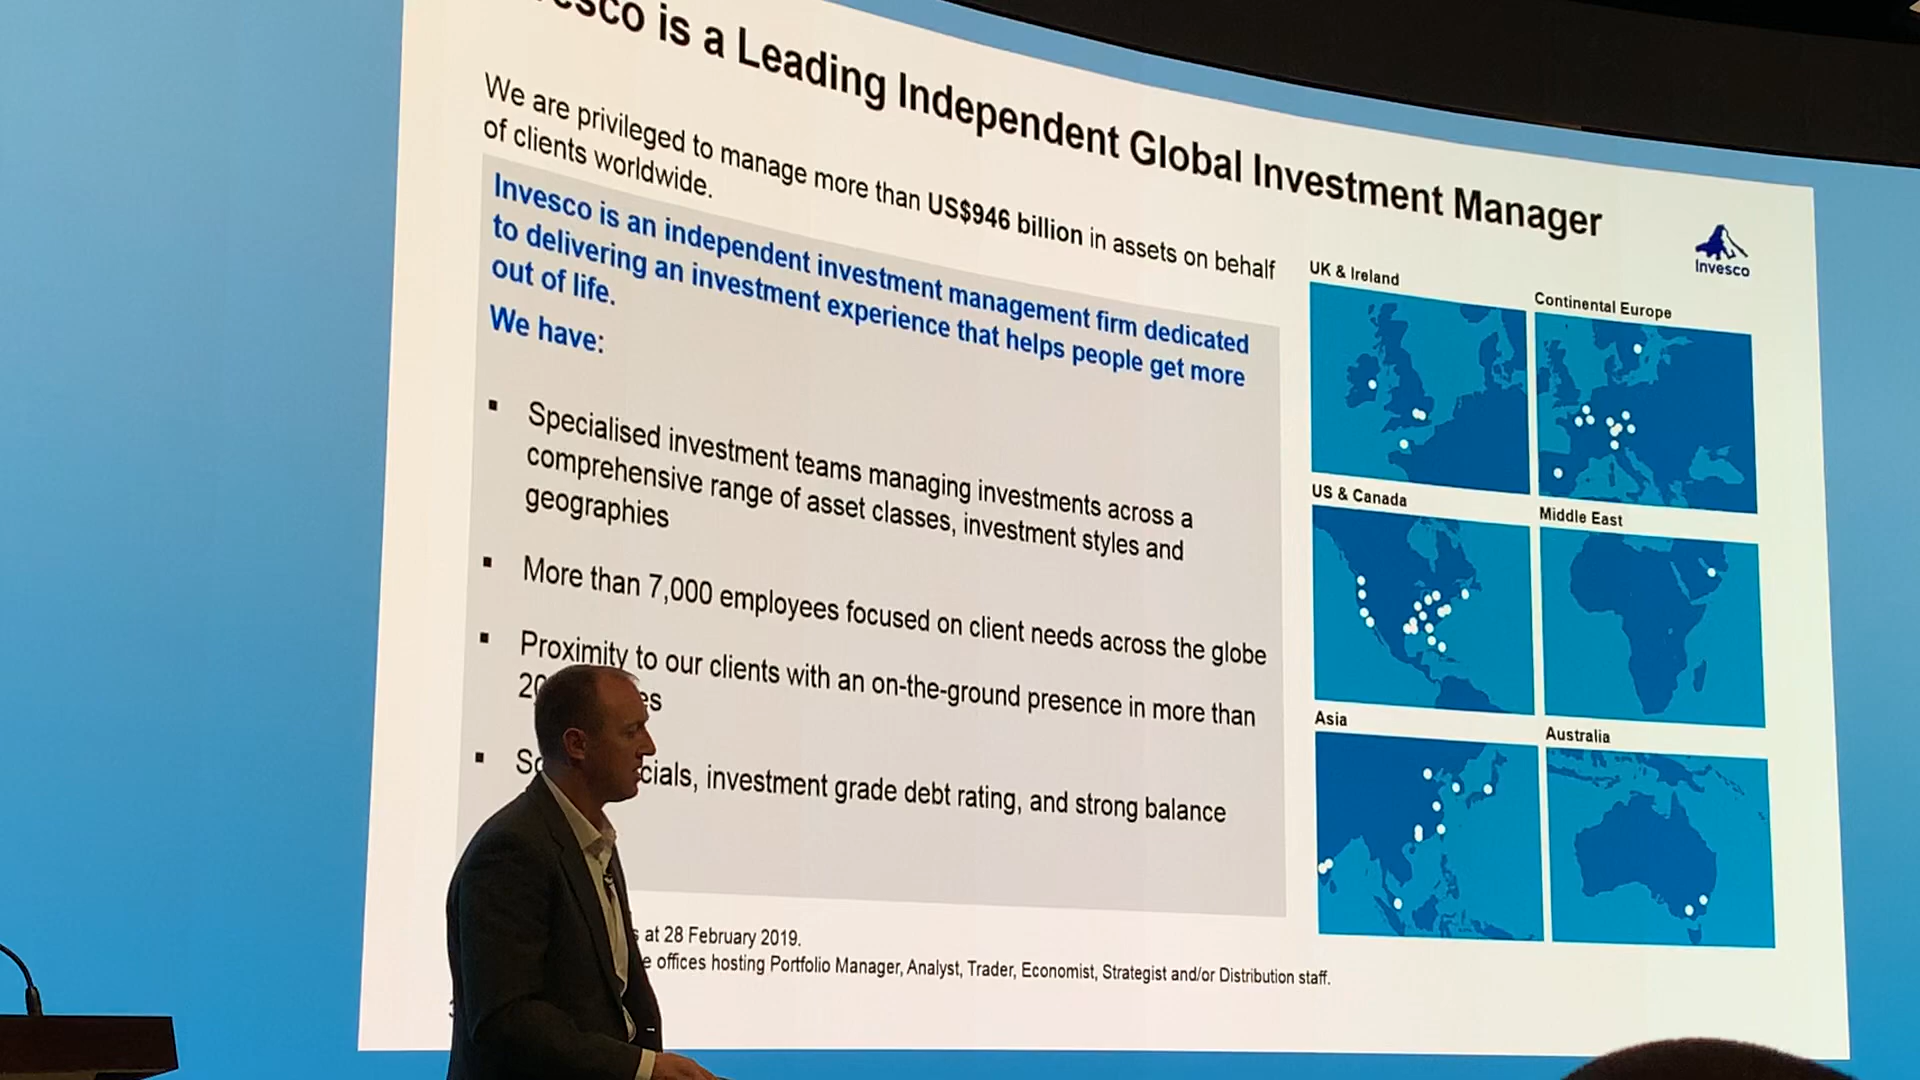 is a Leading Independent Global Investment Manager
We are privileged to manage more than US$946 billion in assets on behalf
of clients worldwide.
Invesco is an independent investment management firm dedicated
to delivering an investment experience that helps people get more
out of life.
We have:
▪ Specialised investment teams managing investments across a
comprehensive range of asset classes, investment styles and
geographies
▪ More than 7,000 employees focused on client needs across the globe
▪ Proximity to our clients with an on-the-ground presence in more than
▪ investment grade debt rating, and strong balance
at 28 February 2019.
offices hosting Portfolio Manager, Analyst, Trader, Economist, Strategist and/or Distribution staff.
Invesco
UK & Ireland
Continental Europe
US & Canada
Middle East
Asia
Australia